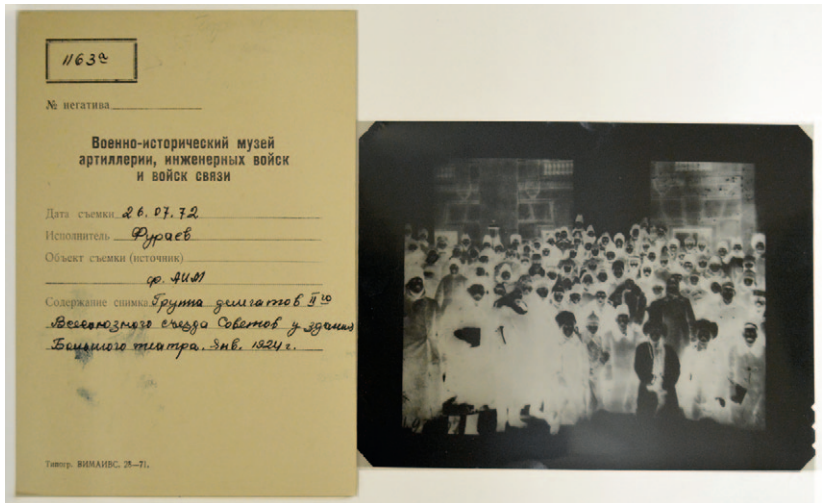 1163а
№ негатива
Военно-исторический музей
артиллерии, инженерных войск
и войск связи
Дата съемки 26.07.72
Исполнитель Фураев
Объект съемки (источник)
ф. АИМ
Содержание снимка Группа делегатов II го
Всесоюзного съезда Советов у здания
Большого театра. Янв. 1924 г.
Типогр. ВИМАИВС. 28—71.